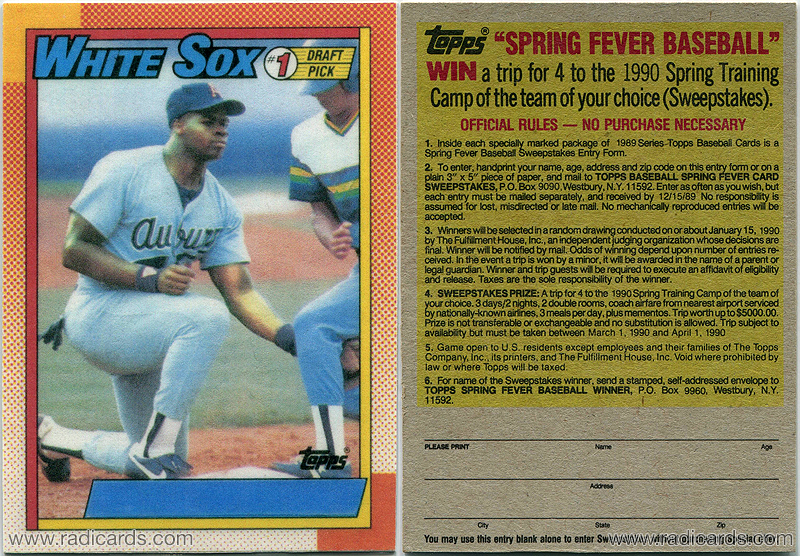 WHITE SOX #1 DRAFT
PICK
Auburn
topps®
www.radicards.com
topps® "SPRING FEVER BASEBALL"
WIN a trip for 4 to the 1990 Spring Training
Camp of the team of your choice (Sweepstakes).
OFFICIAL RULES — NO PURCHASE NECESSARY
1. Inside each specially marked package of 1989 Series Topps Baseball Cards is a
Spring Fever Baseball Sweepstakes Entry Form.
2. To enter, handprint your name, age, address and zip code on this entry form or on a
plain 3" x 5" piece of paper, and mail to TOPPS BASEBALL SPRING FEVER CARD
SWEEPSTAKES, P.O. Box 9090, Westbury, N.Y. 11592. Enter as often as you wish, but
each entry must be mailed separately, and received by 12/15/89 No responsibility is
assumed for lost, misdirected or late mail. No mechanically reproduced entries will be
accepted.
3. Winners will be selected in a random drawing conducted on or about January 15, 1990
by The Fulfillment House, Inc., an independent judging organization whose decisions are
final. Winner will be notified by mail. Odds of winning depend upon number of entries re-
ceived. In the event a trip is won by a minor, it will be awarded in the name of a parent or
legal guardian. Winner and trip guests will be required to execute an affidavit of eligibility
and release. Taxes are the sole responsibility of the winner.
4. SWEEPSTAKES PRIZE: A trip for 4 to the 1990 Spring Training Camp of the team of
your choice. 3 days/2 nights, 2 double rooms, coach airfare from nearest airport serviced
by nationally-known airlines, 3 meals per day, plus mementos. Trip worth up to $5000.00.
Prize is not transferable or exchangeable and no substitution is allowed. Trip subject to
availability but must be taken between March 1, 1990 and April 1, 1990
5. Game open to U.S. residents except employees and their families of The Topps
Company, Inc., its printers, and The Fulfillment House, Inc. Void where prohibited by
law or where Topps will be taxed.
6. For name of the Sweepstakes winner, send a stamped, self-addressed envelope to
TOPPS SPRING FEVER BASEBALL WINNER, P.O. Box 9960, Westbury, N.Y.
11592.
PLEASE PRINT Name Age
Address
City State Zip
You may use this entry blank alone to enter
www.radicards.com